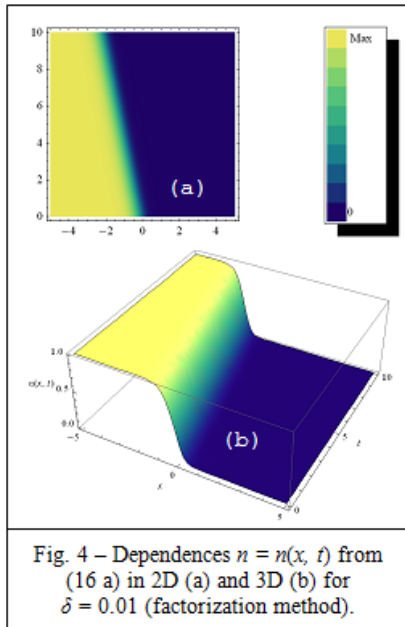 10
8
6
4
2
0
−4 −2 0 2 4
(a)
Max
0
1.0
n(x, t)
0.5
0.0
−5
x
0
5
0
5
t
10
(b)
Fig. 4 – Dependences n = n(x, t) from
(16 a) in 2D (a) and 3D (b) for
δ = 0.01 (factorization method).